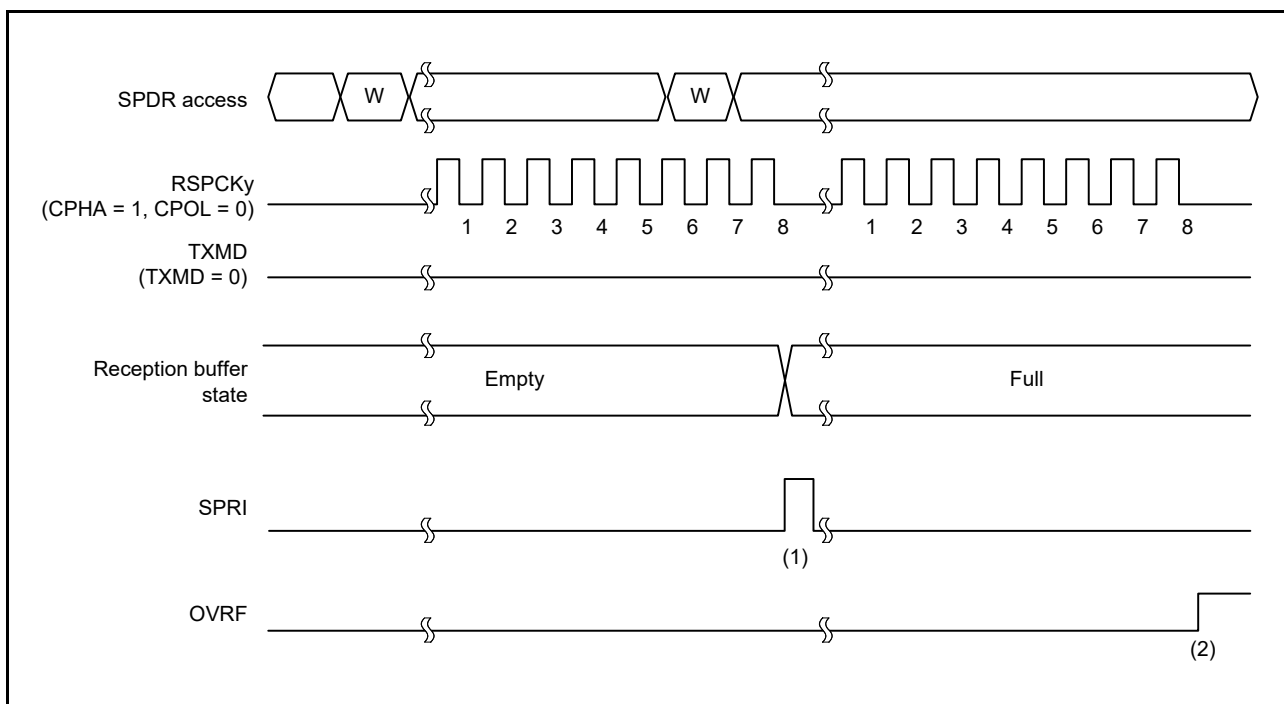 SPDR access
W
W
RSPCKy
(CPHA = 1, CPOL = 0)
1 2 3 4 5 6 7 8 1 2 3 4 5 6 7 8
TXMD
(TXMD = 0)
Reception buffer
state
Empty
Full
SPRI
(1)
OVRF
(2)